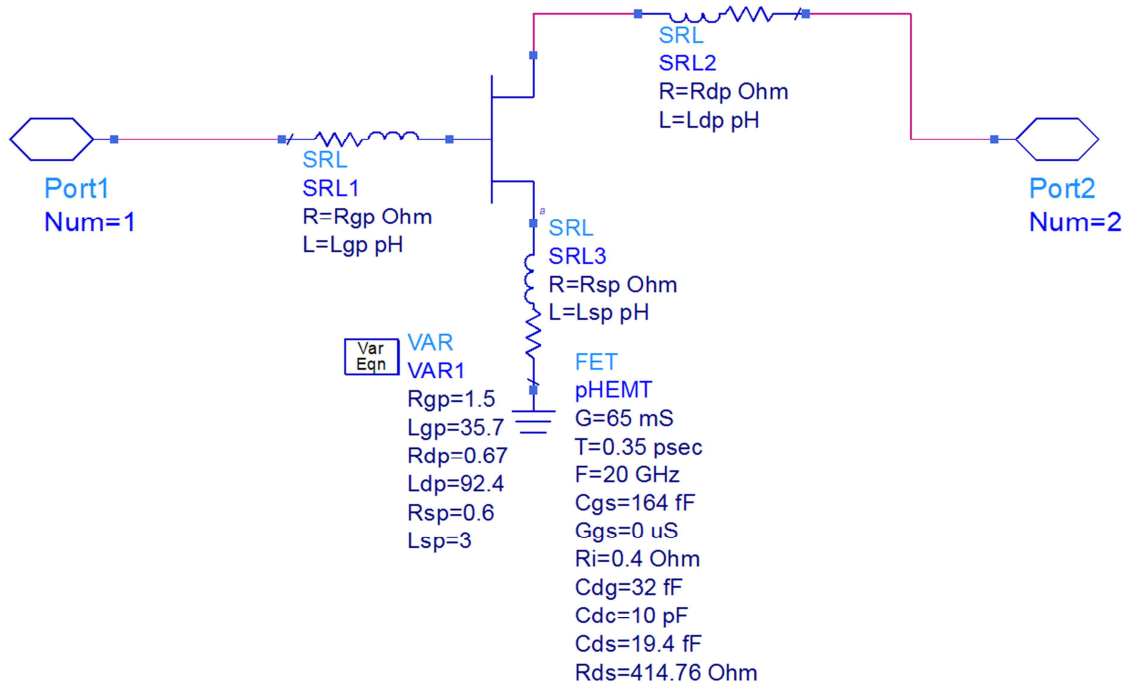 SRL
SRL2
R=Rdp Ohm
L=Ldp pH
Port1
Num=1
SRL
SRL1
R=Rgp Ohm
L=Lgp pH
Port2
Num=2
SRL
SRL3
R=Rsp Ohm
L=Lsp pH
Var
Eqn
VAR
VAR1
Rgp=1.5
Lgp=35.7
Rdp=0.67
Ldp=92.4
Rsp=0.6
Lsp=3
FET
pHEMT
G=65 mS
T=0.35 psec
F=20 GHz
Cgs=164 fF
Ggs=0 uS
Ri=0.4 Ohm
Cdg=32 fF
Cdc=10 pF
Cds=19.4 fF
Rds=414.76 Ohm